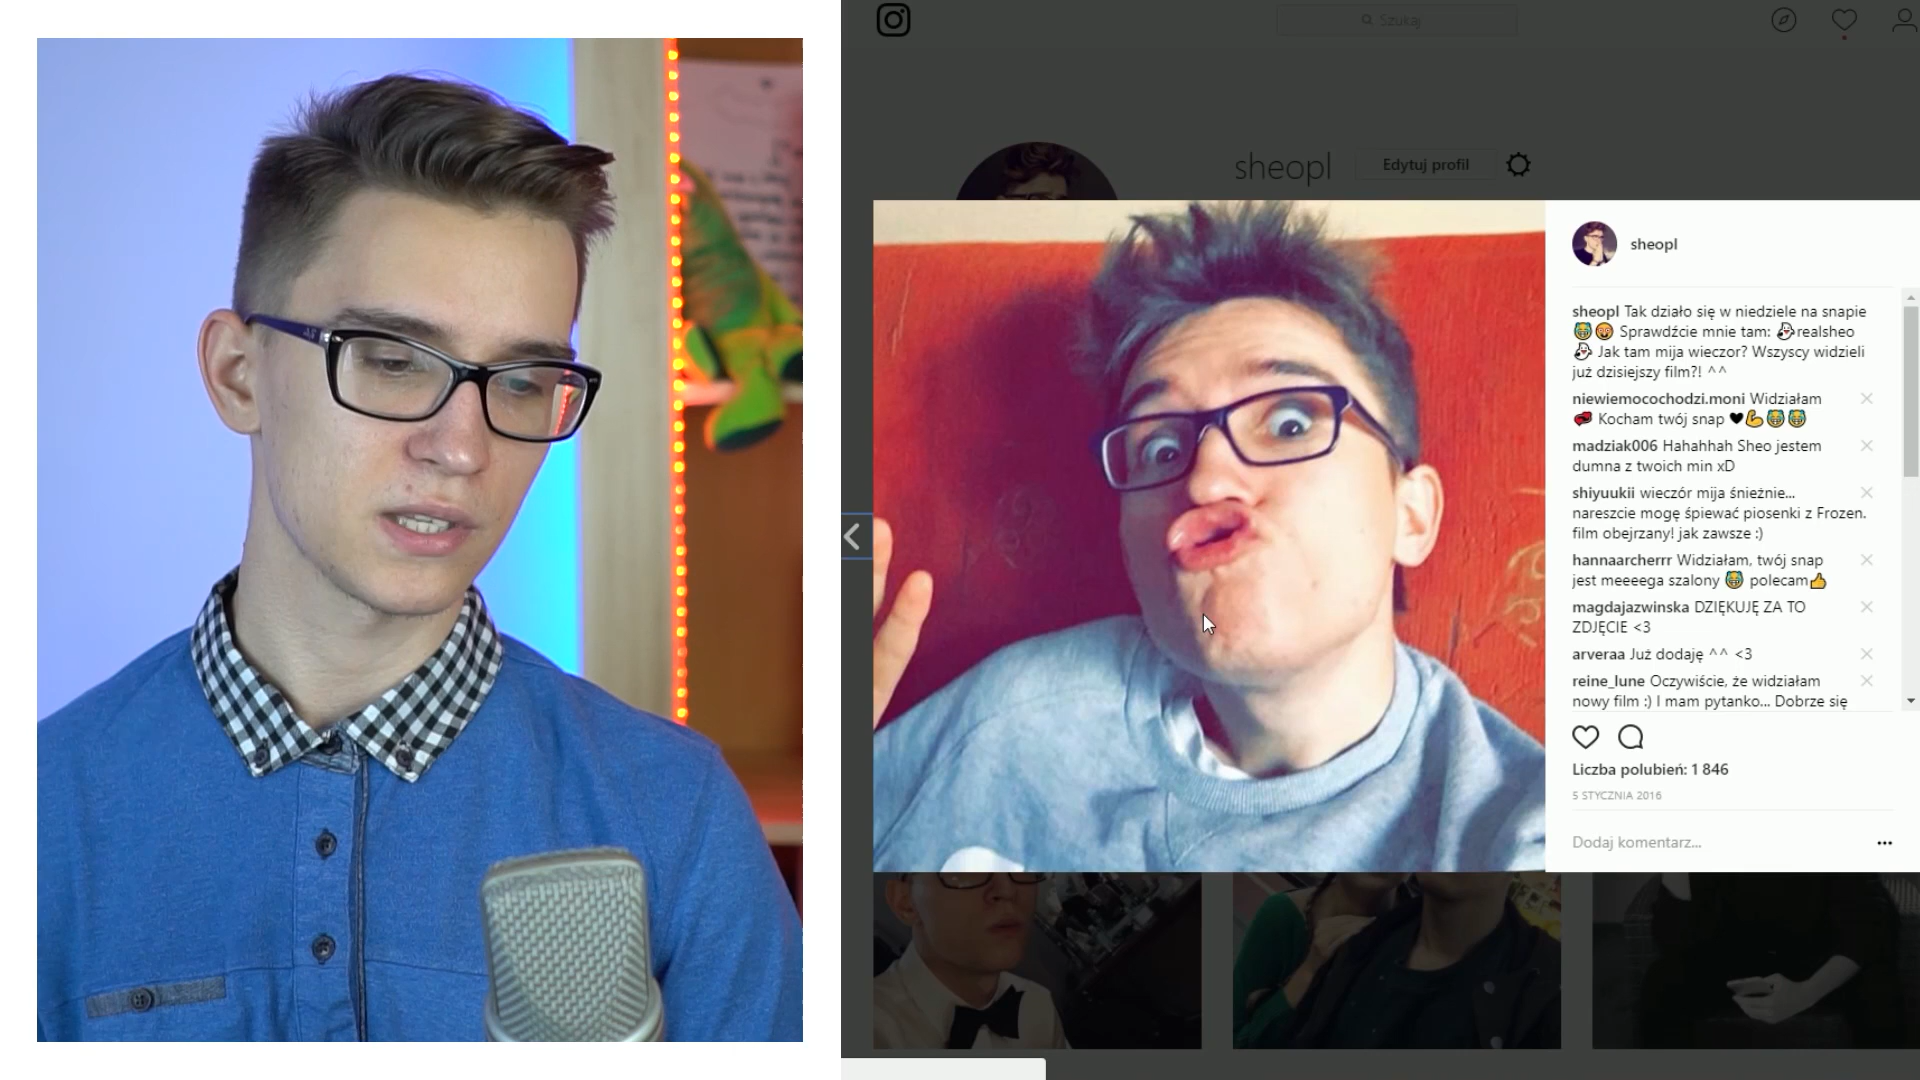 Szukaj
sheopl
Edytuj profil
sheopl
sheopl Tak działo się w niedziele na snapie
😹😆 Sprawdźcie mnie tam: 👻realsheo
👻 Jak tam mija wieczor? Wszyscy widzieli
już dzisiejszy film?! ^^
niewiemocochodzi.moni Widziałam
💋 Kocham twój snap ♥💪😹😹
madziak006 Hahahhah Sheo jestem
dumna z twoich min xD
shiyuukii wieczór mija śnieżnie...
nareszcie mogę śpiewać piosenki z Frozen.
film obejrzany! jak zawsze :)
hannaarcherrr Widziałam, twój snap
jest meeeega szalony 😹 polecam👍
magdajazwinska DZIĘKUJĘ ZA TO
ZDJĘCIE <3
arveraa Już dodaję ^^ <3
reine_lune Oczywiście, że widziałam
nowy film :) I mam pytanko... Dobrze się
Liczba polubień: 1 846
5 STYCZNIA 2016
Dodaj komentarz...